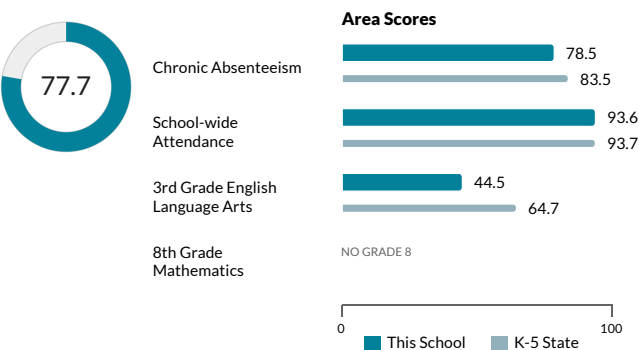 Area Scores
77.7
Chronic Absenteeism
78.5
83.5
School-wide
Attendance
93.6
93.7
3rd Grade English
Language Arts
44.5
64.7
8th Grade
Mathematics
NO GRADE 8
0
100
This School
K-5 State